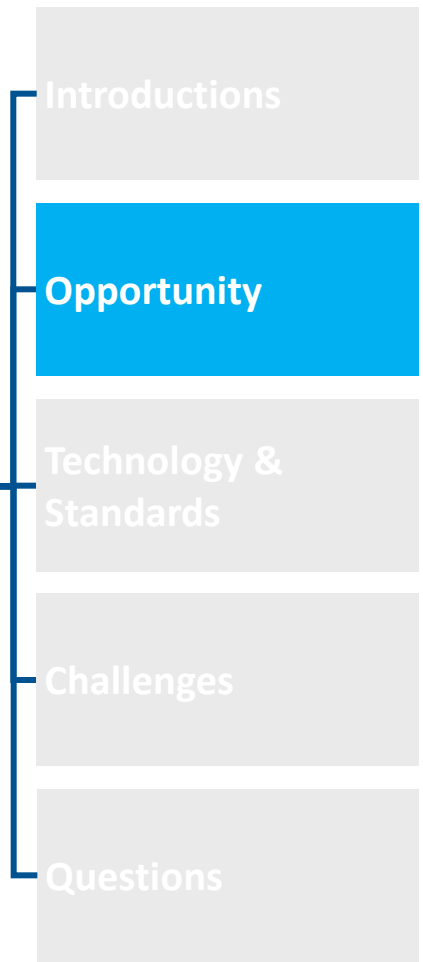 Introductions
Opportunity
Technology &
Standards
Challenges
Questions